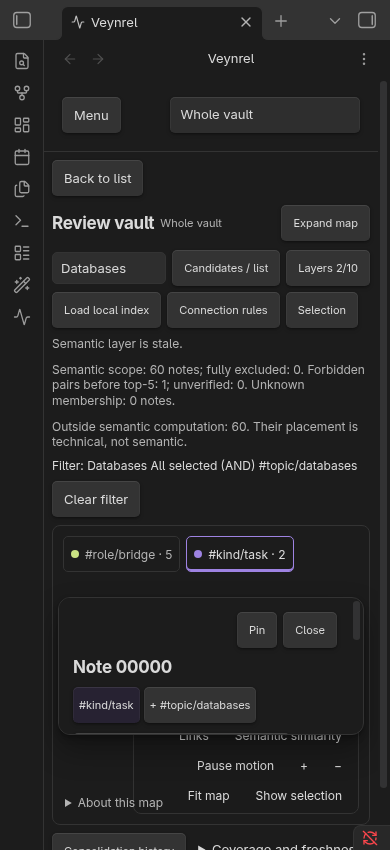 Veynrel
Veynrel
Menu
Whole vault
Back to list
Review vault Whole vault
Expand map
Databases
Candidates / list
Layers 2/10
Load local index
Connection rules
Selection
Semantic layer is stale.
Semantic scope: 60 notes; fully excluded: 0. Forbidden
pairs before top-5: 1; unverified: 0. Unknown
membership: 0 notes.
Outside semantic computation: 60. Their placement is
technical, not semantic.
Filter: Databases All selected (AND) #topic/databases
Clear filter
#role/bridge · 5
#kind/task · 2
Pin
Close
Note 00000
#kind/task
+ #topic/databases
Links
Semantic similarity
Pause motion
+
−
Fit map
Show selection
▶ About this map
Consolidation history
▶ Coverage and freshnes